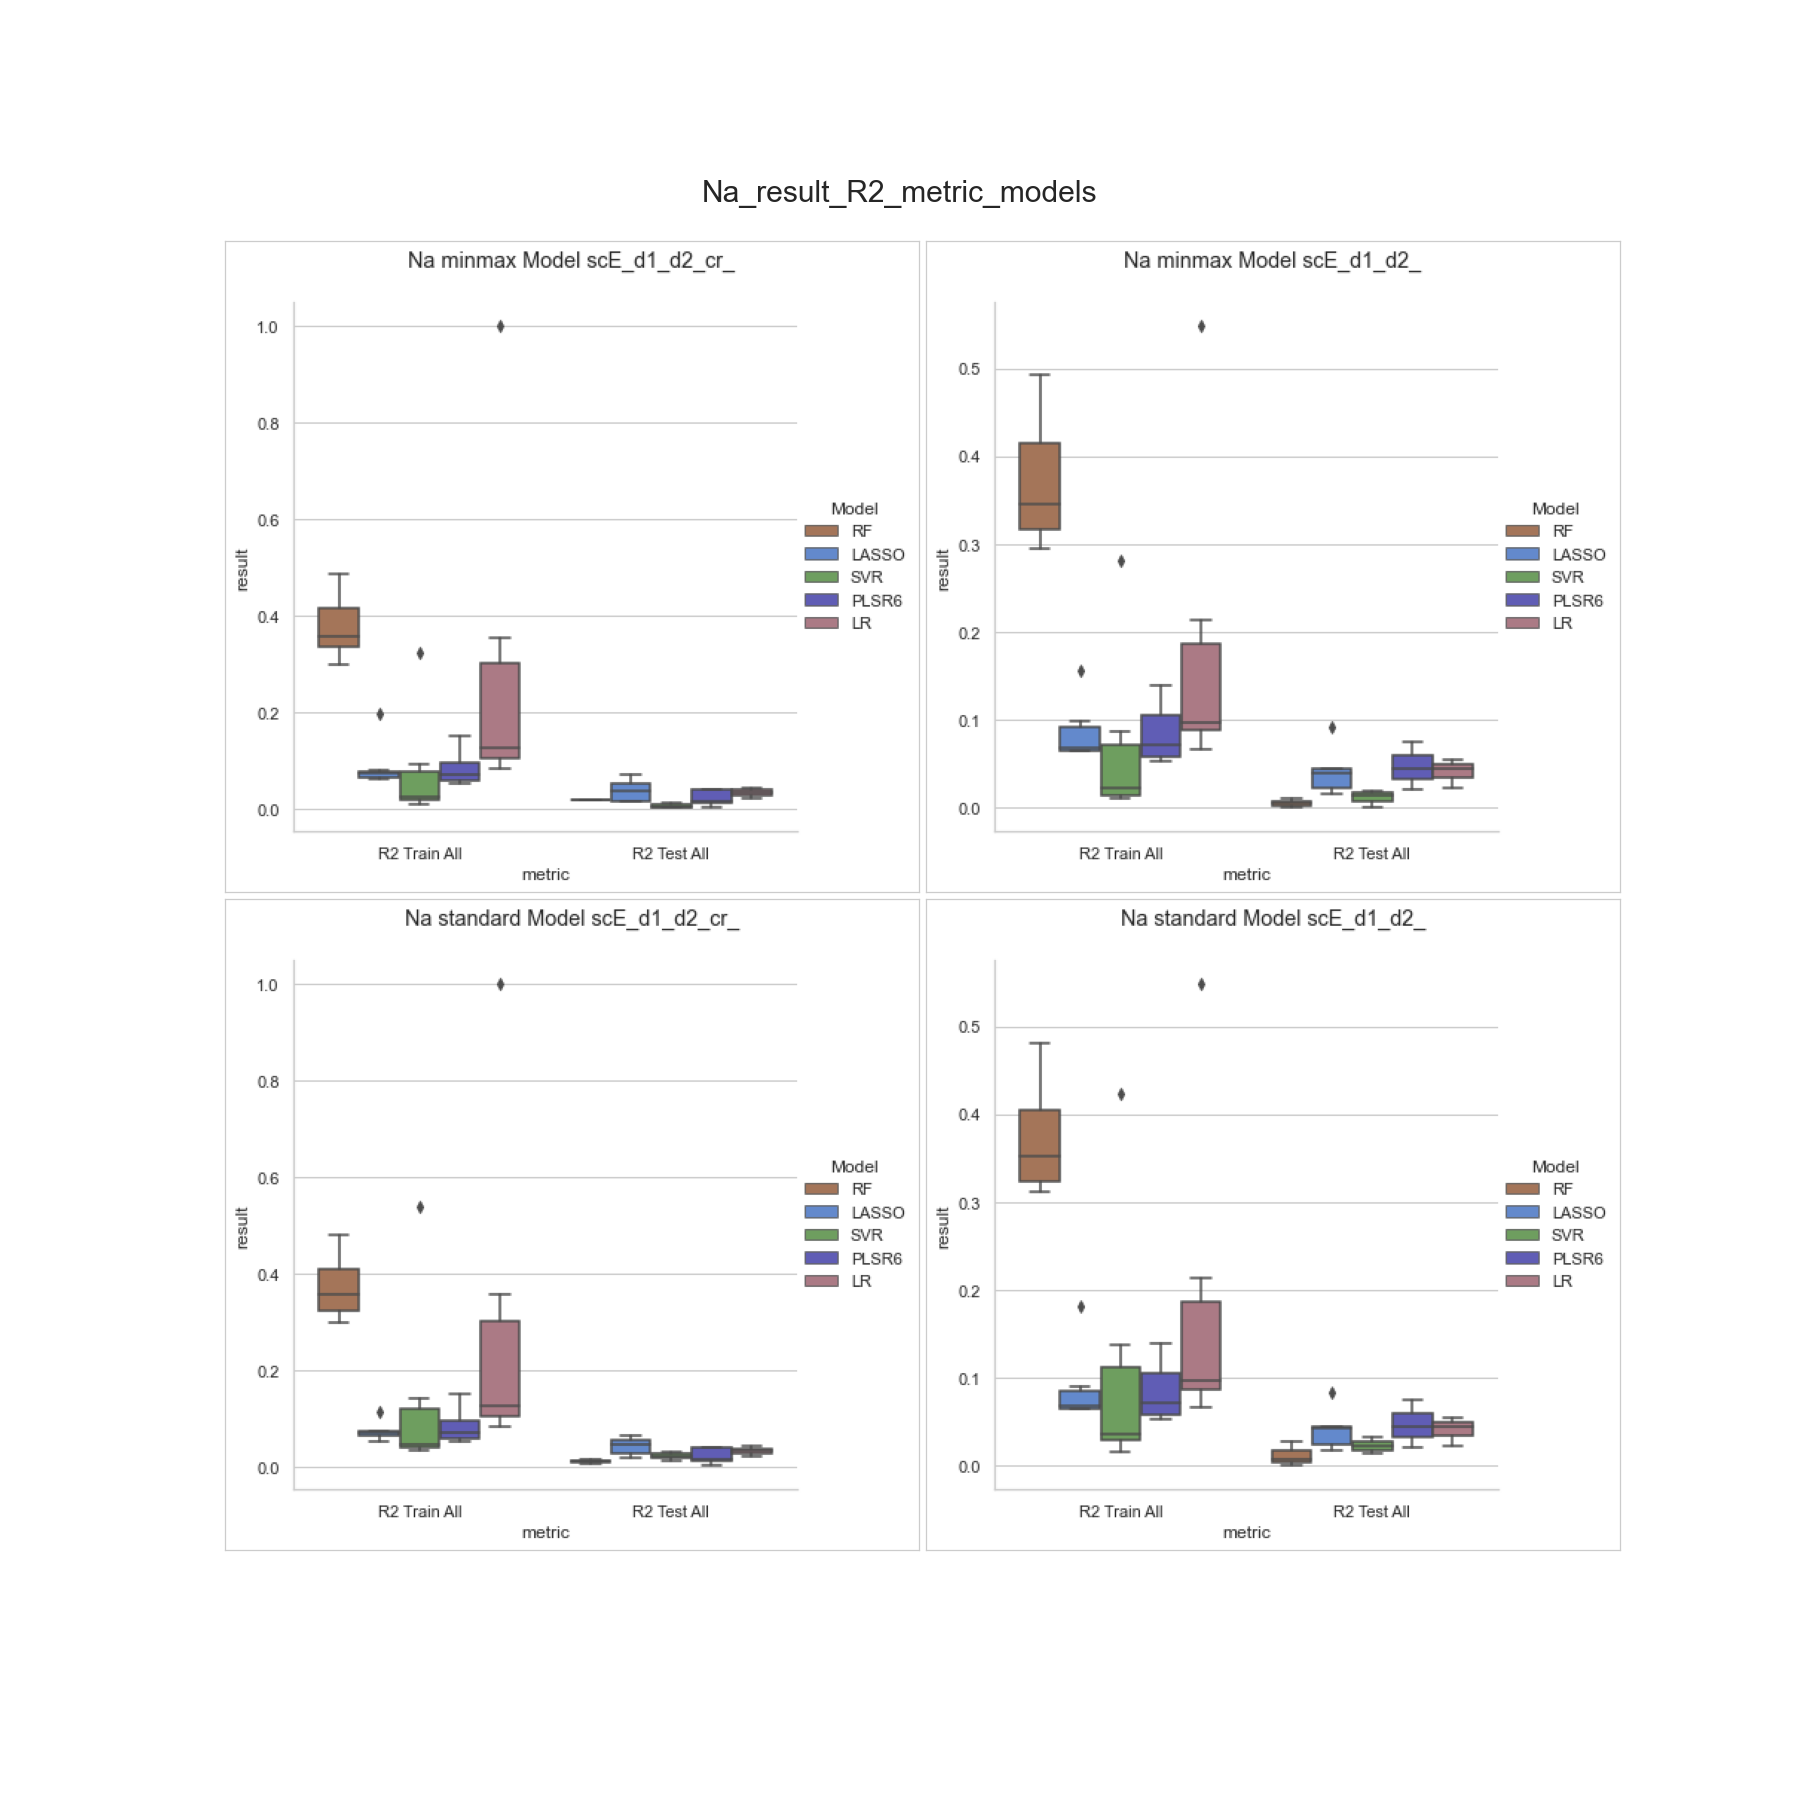 Na_result_R2_metric_models
Na minmax Model scE_d1_d2_cr_
1.0
0.8
0.6
0.4
0.2
0.0
result
R2 Train All
R2 Test All
metric
Model
RF
LASSO
SVR
PLSR6
LR
Na minmax Model scE_d1_d2_
0.5
0.4
0.3
0.2
0.1
0.0
result
R2 Train All
R2 Test All
metric
Model
RF
LASSO
SVR
PLSR6
LR
Na standard Model scE_d1_d2_cr_
1.0
0.8
0.6
0.4
0.2
0.0
result
R2 Train All
R2 Test All
metric
Model
RF
LASSO
SVR
PLSR6
LR
Na standard Model scE_d1_d2_
0.5
0.4
0.3
0.2
0.1
0.0
result
R2 Train All
R2 Test All
metric
Model
RF
LASSO
SVR
PLSR6
LR